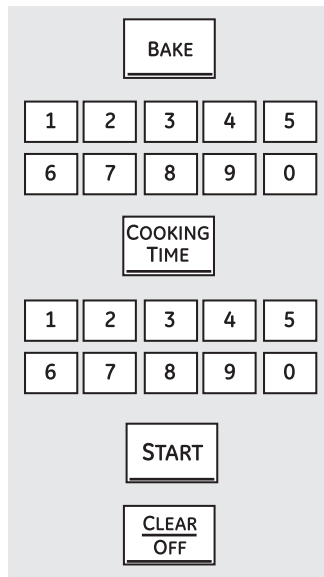 BAKE
1 2 3 4 5
6 7 8 9 0
COOKING
TIME
1 2 3 4 5
6 7 8 9 0
START
CLEAR
OFF